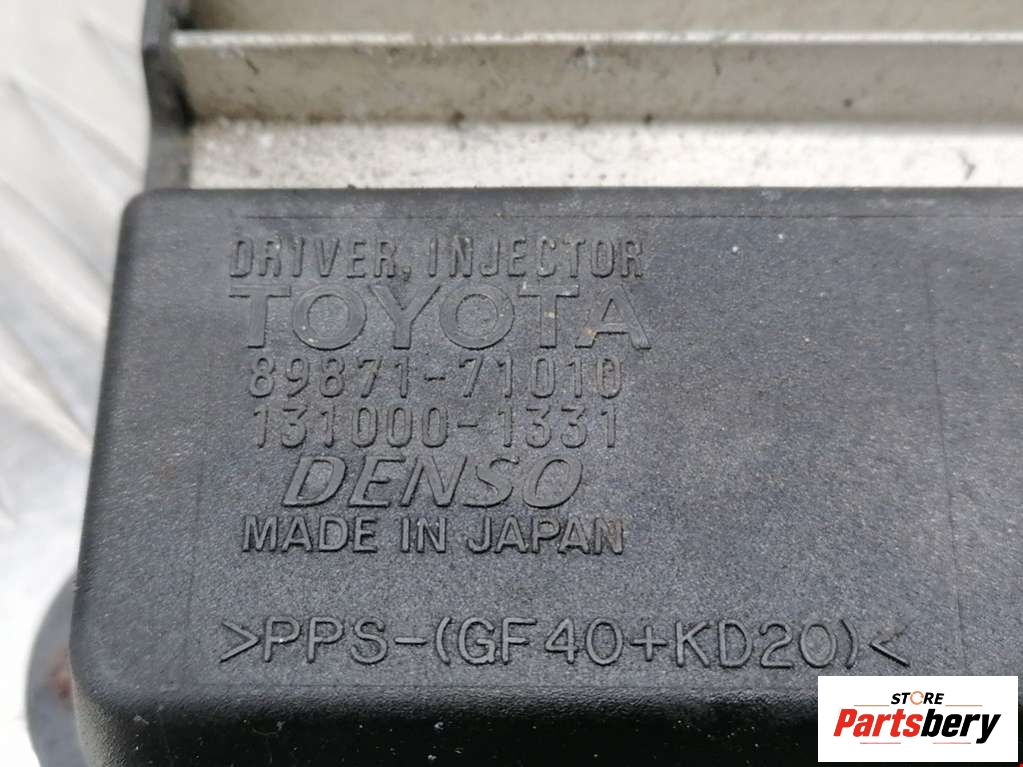 DRIVER, INJECTOR
TOYOTA
89871-71010
131000-1331
DENSO
MADE IN JAPAN
>PPS-(GF40+KD20)<
STORE
Partsbery